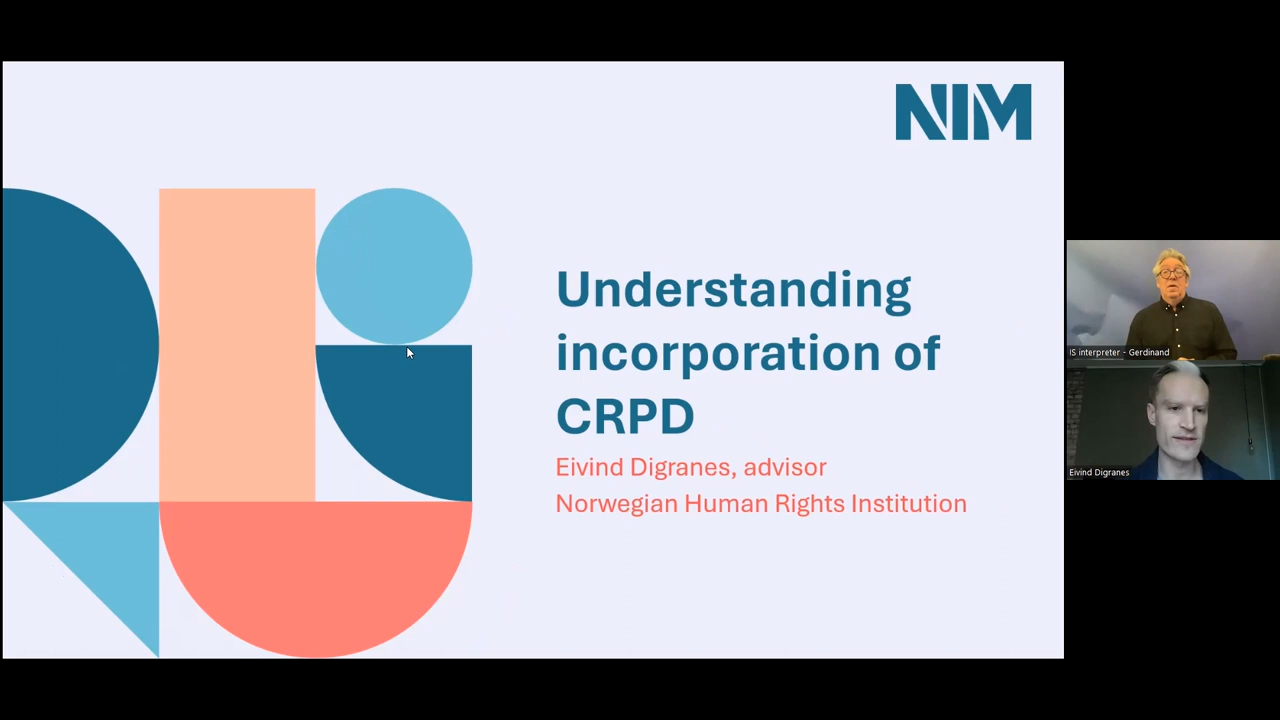 NIM
Understanding
incorporation of
CRPD
Eivind Digranes, advisor
Norwegian Human Rights Institution
IS interpreter - Gerdinand
Eivind Digranes